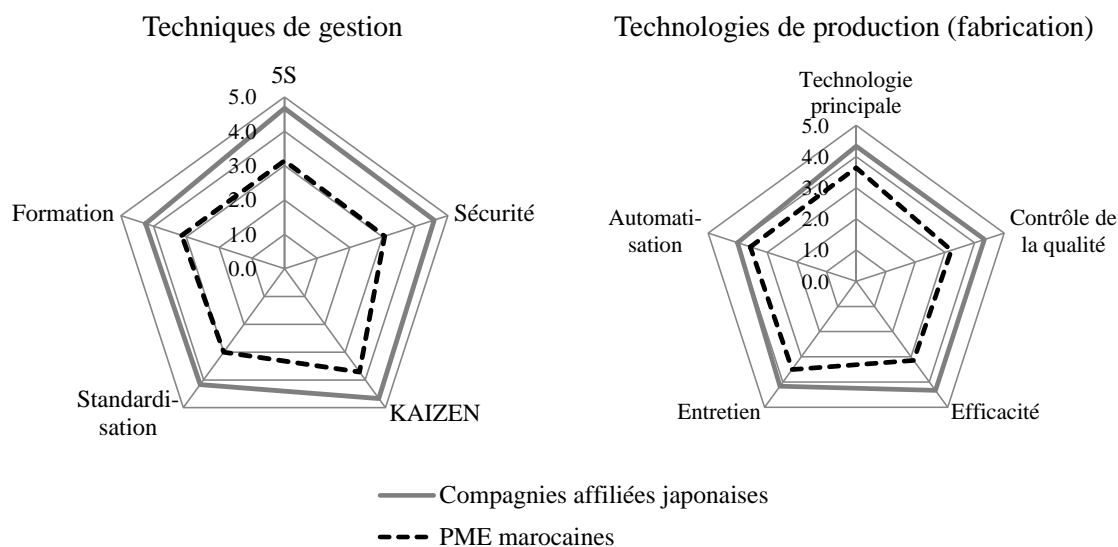 Techniques de gestion
5S
5.0
4.0
3.0
2.0
1.0
0.0
Sécurité
KAIZEN
Standardi-
sation
Formation
Technologies de production (fabrication)
Technologie
principale
5.0
4.0
3.0
2.0
1.0
0.0
Contrôle de
la qualité
Efficacité
Entretien
Automati-
sation
Compagnies affiliées japonaises
PME marocaines